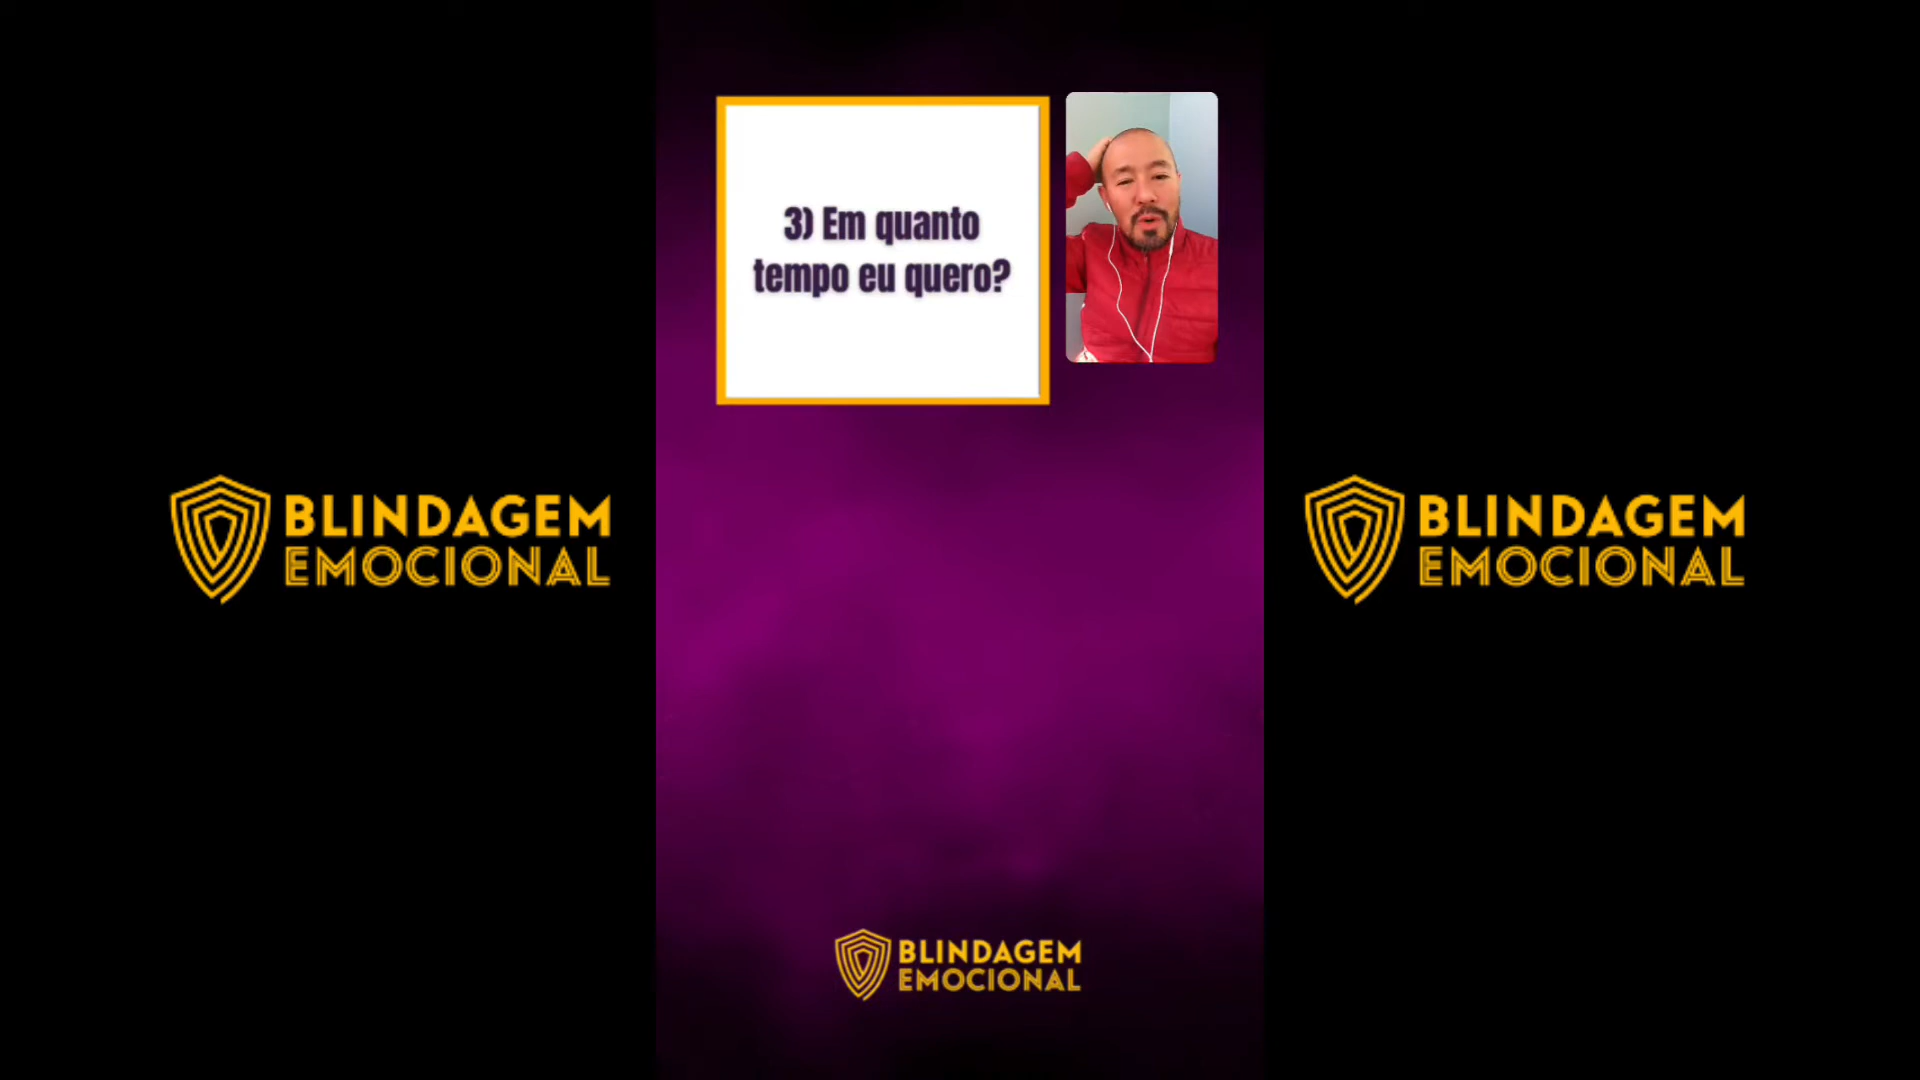 3) Em quanto
tempo eu quero?
BLINDAGEM
EMOCIONAL
BLINDAGEM
EMOCIONAL
BLINDAGEM
EMOCIONAL